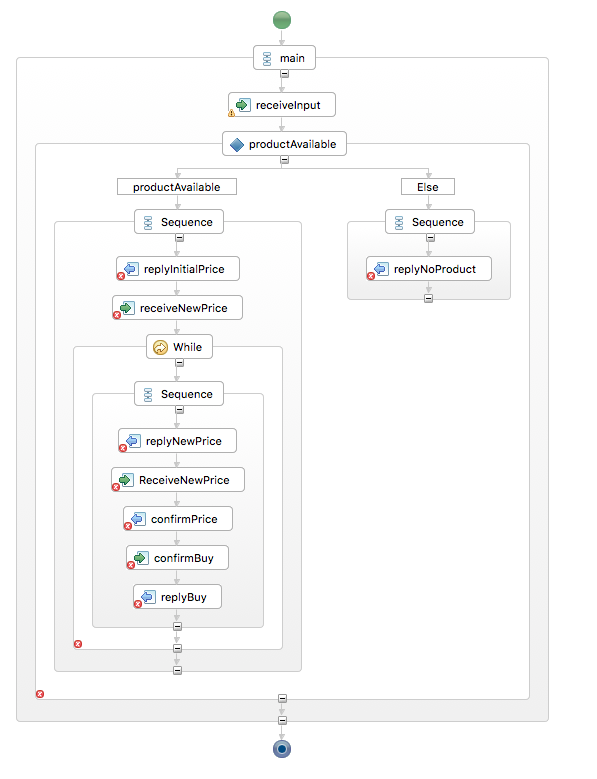 main
receiveInput
productAvailable
productAvailable
Else
Sequence
Sequence
replyInitialPrice
replyNoProduct
receiveNewPrice
While
Sequence
replyNewPrice
ReceiveNewPrice
confirmPrice
confirmBuy
replyBuy